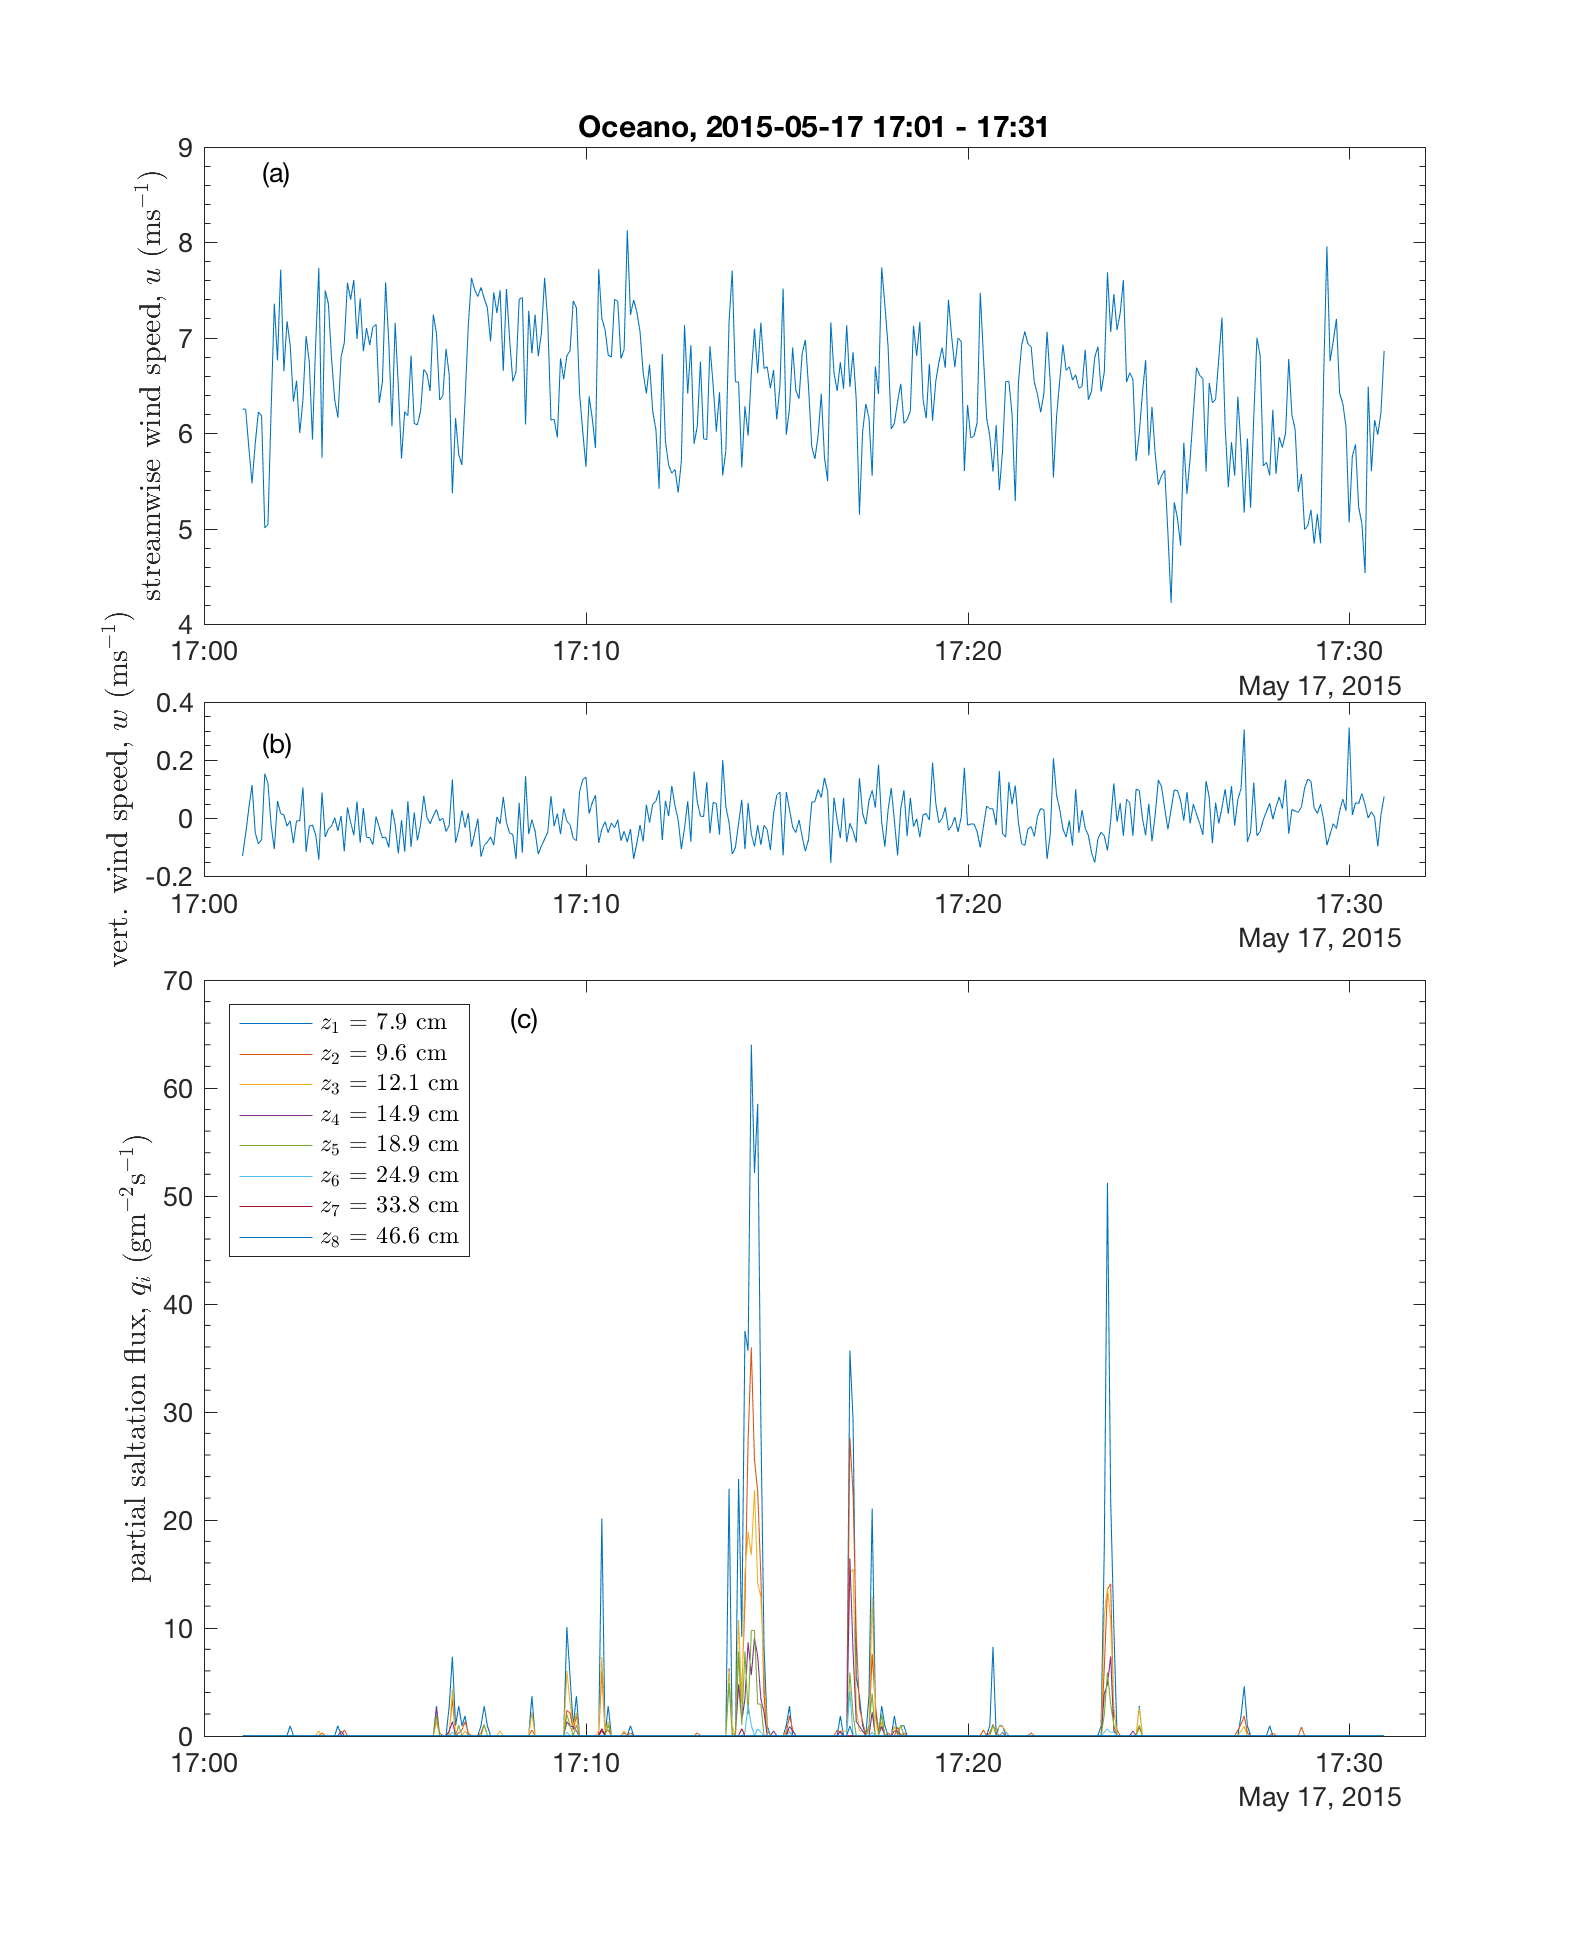 Oceano, 2015-05-17 17:01 - 17:31
(a)
streamwise wind speed, u (ms⁻¹)
9
8
7
6
5
4
17:00 17:10 17:20 17:30
May 17, 2015
(b)
vert. wind speed, w (ms⁻¹)
0.4
0.2
0
-0.2
17:00 17:10 17:20 17:30
May 17, 2015
(c)
partial saltation flux, qᵢ (gm⁻²s⁻¹)
70
60
50
40
30
20
10
0
z₁ = 7.9 cm
z₂ = 9.6 cm
z₃ = 12.1 cm
z₄ = 14.9 cm
z₅ = 18.9 cm
z₆ = 24.9 cm
z₇ = 33.8 cm
z₈ = 46.6 cm
17:00 17:10 17:20 17:30
May 17, 2015